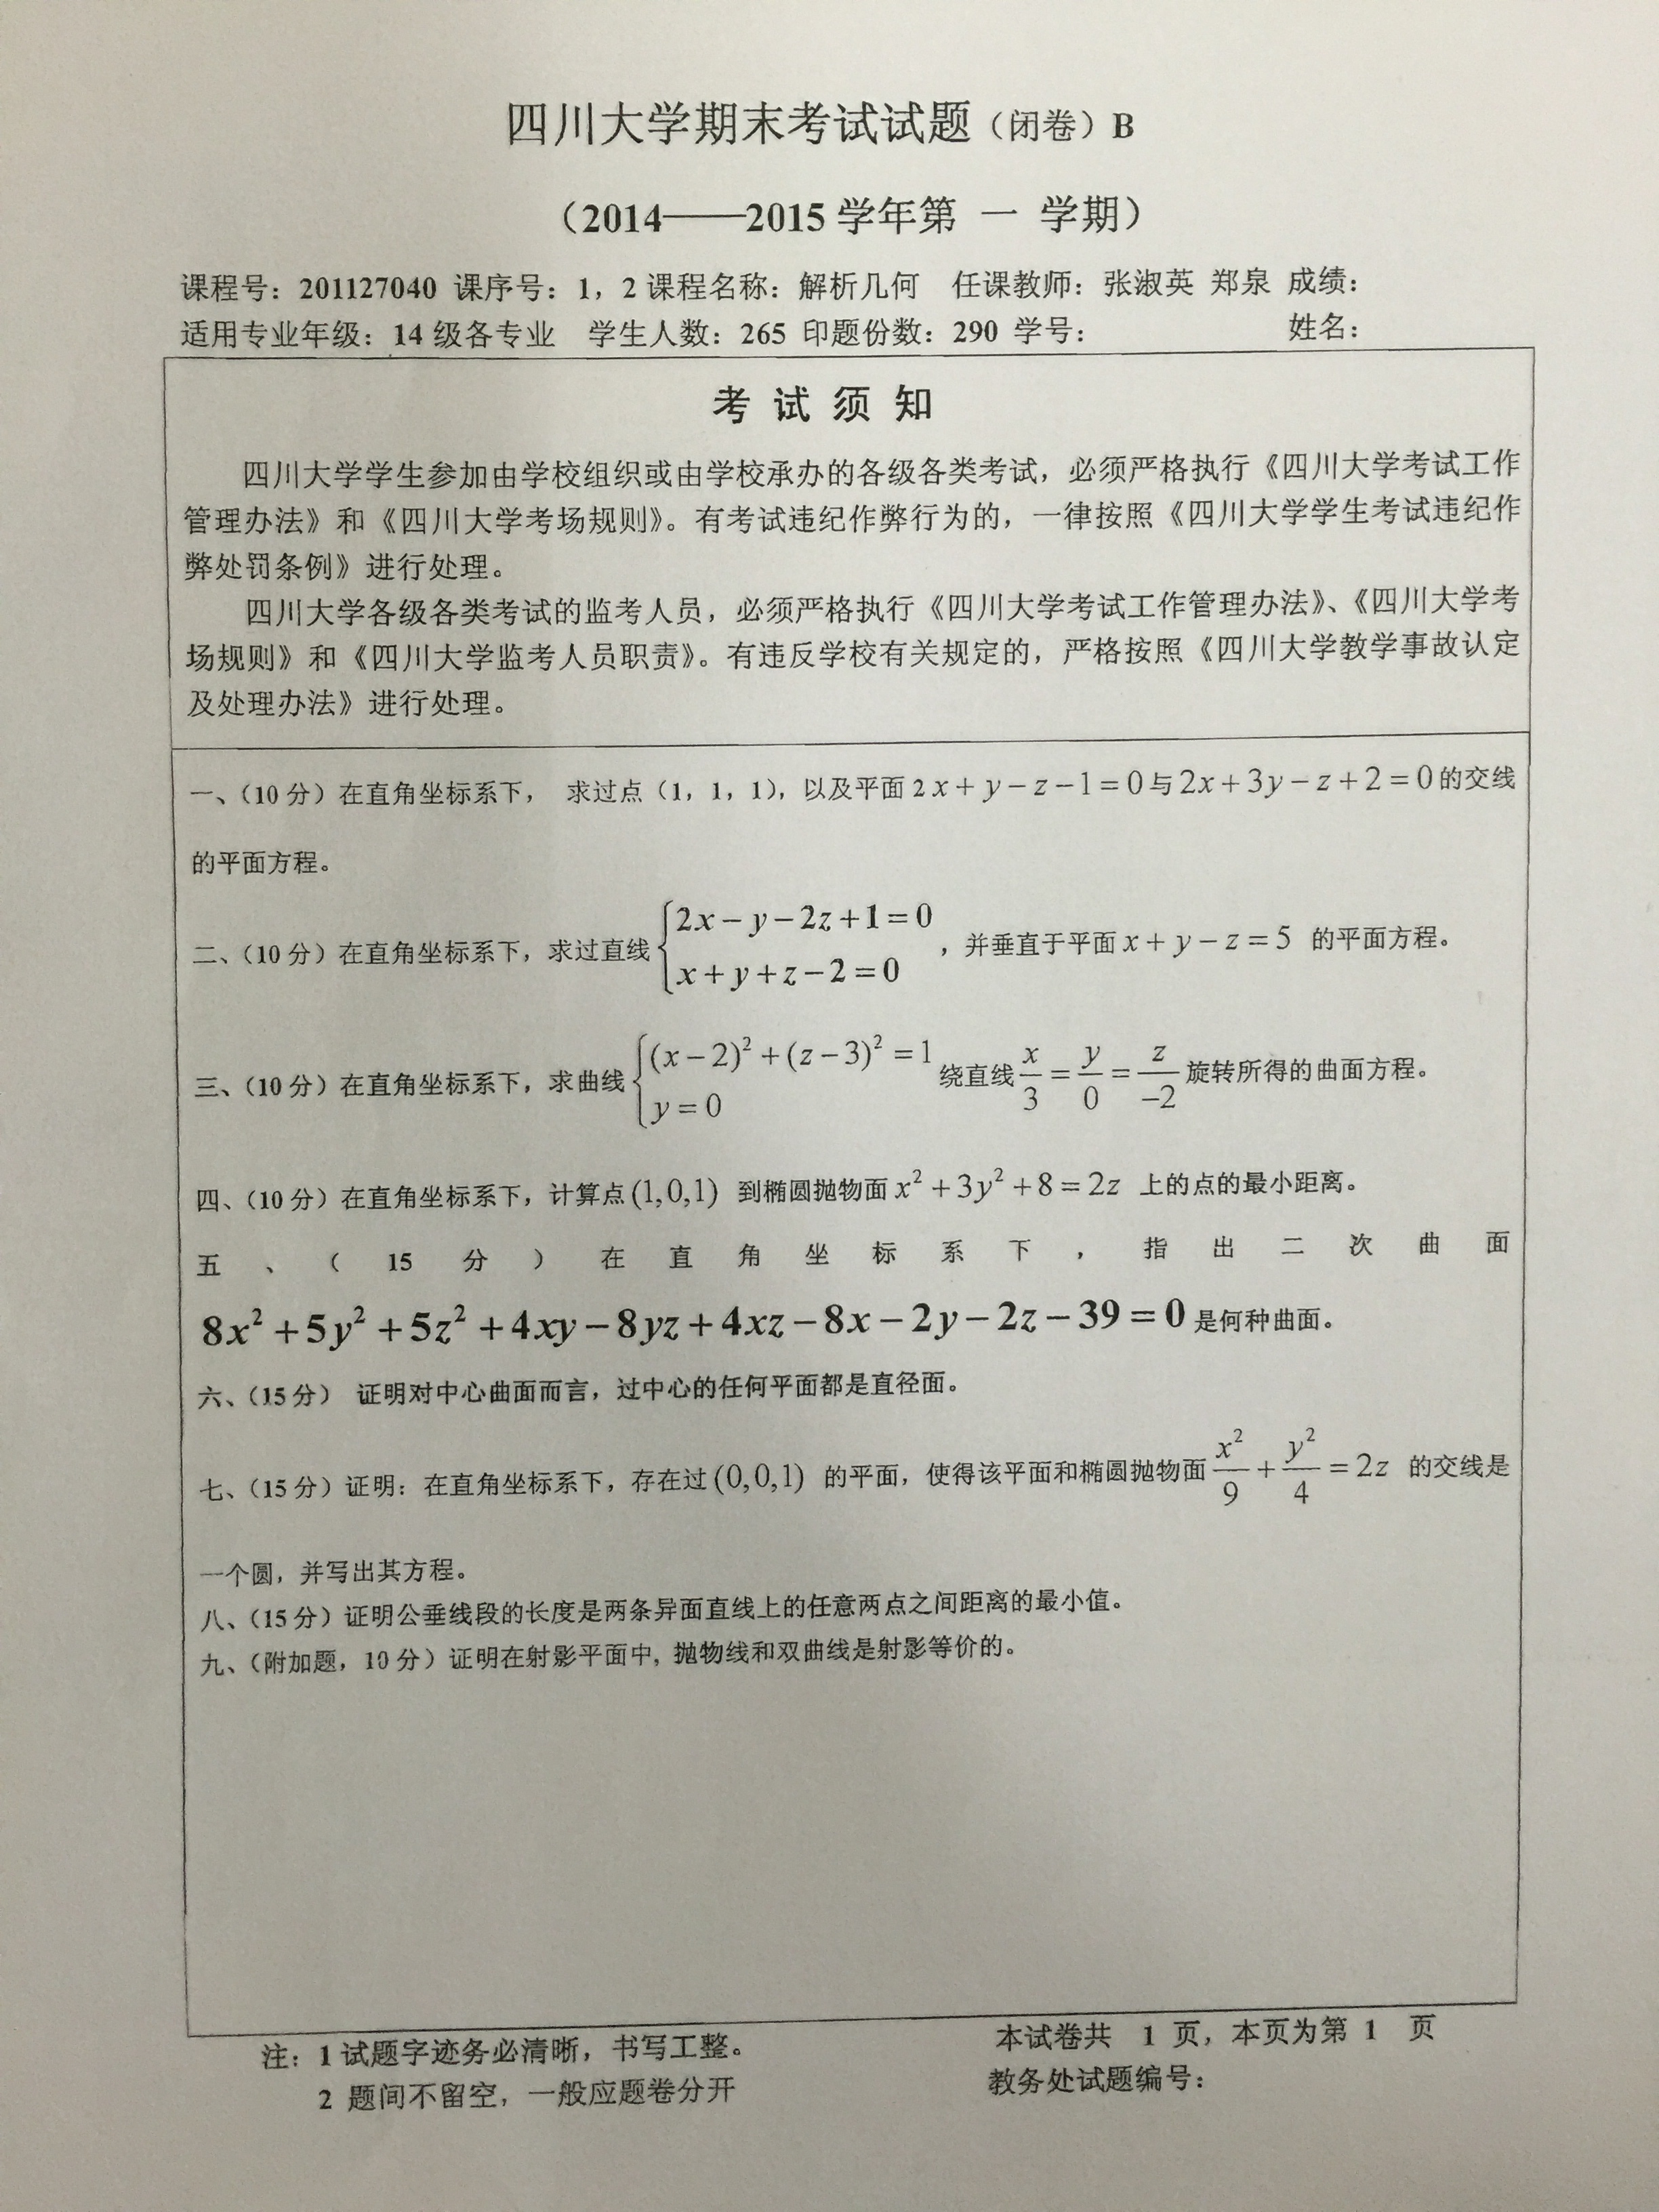 四川大学期末考试试题（闭卷）B
（2014——2015学年第 一 学期）
课程号：201127040 课序号：1，2 课程名称：解析几何 任课教师：张淑英 郑泉 成绩：
适用专业年级：14 级各专业 学生人数：265 印题份数：290 学号： 姓名：
考 试 须 知
四川大学学生参加由学校组织或由学校承办的各级各类考试，必须严格执行《四川大学考试工作
管理办法》和《四川大学考场规则》。有考试违纪作弊行为的，一律按照《四川大学学生考试违纪作
弊处罚条例》进行处理。
四川大学各级各类考试的监考人员，必须严格执行《四川大学考试工作管理办法》、《四川大学考
场规则》和《四川大学监考人员职责》。有违反学校有关规定的，严格按照《四川大学教学事故认定
及处理办法》进行处理。
一、（10 分）在直角坐标系下， 求过点（1，1，1），以及平面 2x+y−z−1=0 与 2x+3y−z+2=0 的交线
的平面方程。
二、（10 分）在直角坐标系下，求过直线 {2x−y−2z+1=0 x+y+z−2=0 ，并垂直于平面 x+y−z=5 的平面方程。
三、（10 分）在直角坐标系下，求曲线 {(x−2)²+(z−3)²=1 y=0 绕直线 x/3=y/0=z/−2 旋转所得的曲面方程。
四、（10 分）在直角坐标系下，计算点 (1,0,1) 到椭圆抛物面 x²+3y²+8=2z 上的点的最小距离。
五 、 （ 15 分 ） 在 直 角 坐 标 系 下 ， 指 出 二 次 曲 面
8x²+5y²+5z²+4xy−8yz+4xz−8x−2y−2z−39=0 是何种曲面。
六、（15 分） 证明对中心曲面而言，过中心的任何平面都是直径面。
七、（15 分）证明：在直角坐标系下，存在过 (0,0,1) 的平面，使得该平面和椭圆抛物面 x²/9+y²/4=2z 的交线是
一个圆，并写出其方程。
八、（15 分）证明公垂线段的长度是两条异面直线上的任意两点之间距离的最小值。
九、（附加题，10 分）证明在射影平面中, 抛物线和双曲线是射影等价的。
注：1 试题字迹务必清晰，书写工整。 本试卷共 1 页，本页为第 1 页
2 题间不留空，一般应题卷分开 教务处试题编号：